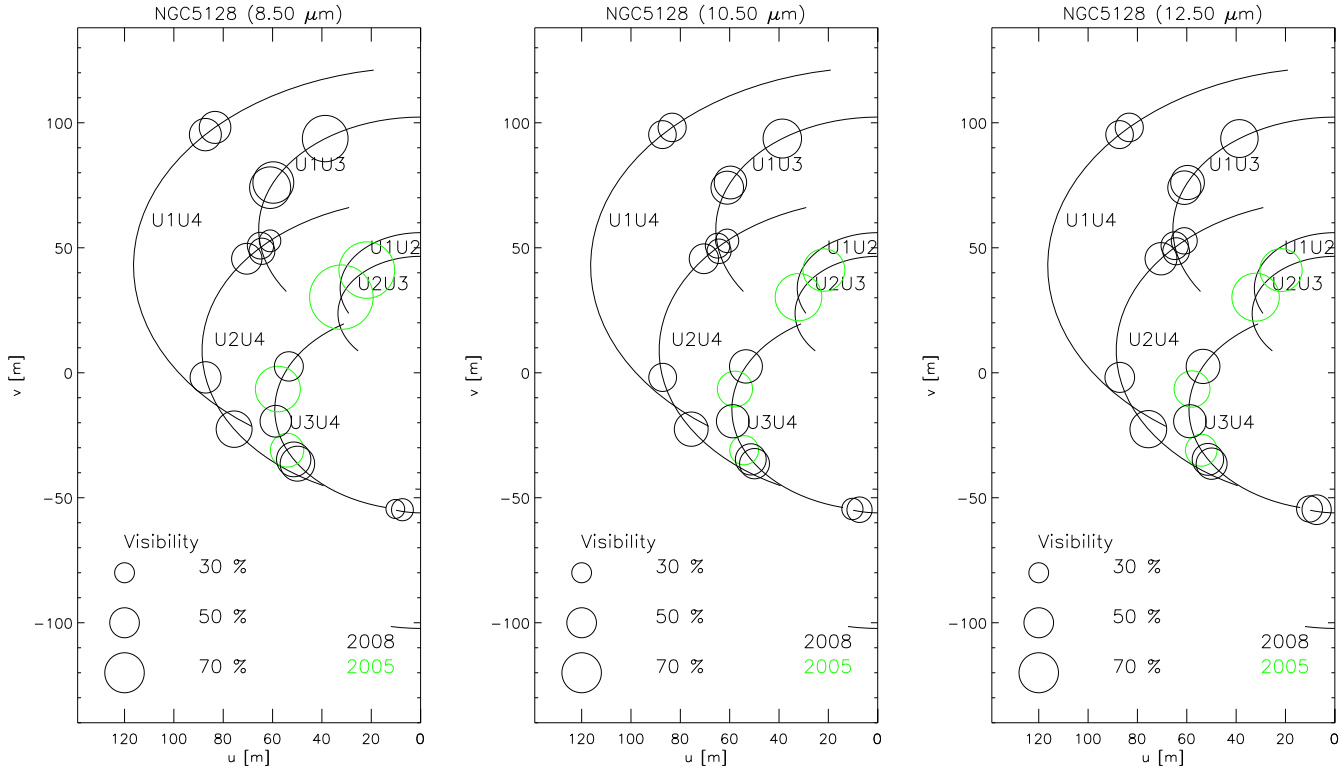 NGC5128 (8.50 μm)
100
50
0
−50
−100
v [m]
U1U3
U1U4
U1U2
U2U3
U2U4
U3U4
Visibility
30 %
50 %
70 %
2008
2005
120 100 80 60 40 20 0
u [m]
NGC5128 (10.50 μm)
v [m]
U1U3
U1U4
U1U2
U2U3
U2U4
U3U4
Visibility
30 %
50 %
70 %
2008
2005
120 100 80 60 40 20 0
u [m]
NGC5128 (12.50 μm)
v [m]
U1U3
U1U4
U1U2
U2U3
U2U4
U3U4
Visibility
30 %
50 %
70 %
2008
2005
120 100 80 60 40 20 0
u [m]
100
50
0
−50
−100
100
50
0
−50
−100